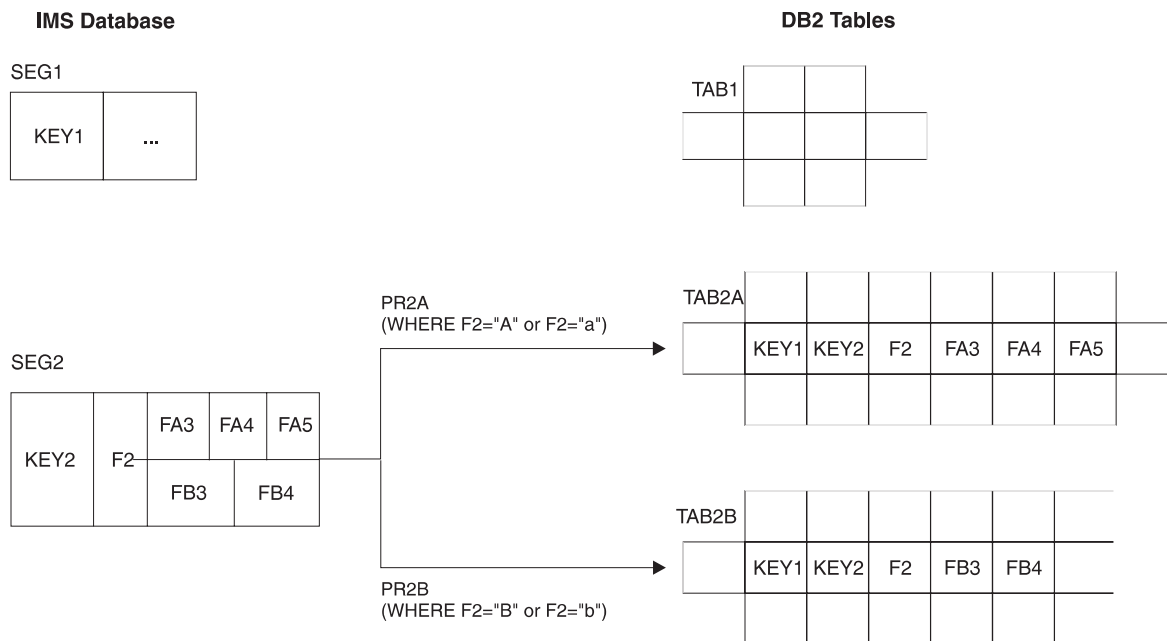 IMS Database
DB2 Tables
SEG1
KEY1 ...
TAB1
PR2A
(WHERE F2="A" or F2="a")
TAB2A
KEY1 KEY2 F2 FA3 FA4 FA5
SEG2
KEY2 F2 FA3 FA4 FA5
FB3 FB4
TAB2B
KEY1 KEY2 F2 FB3 FB4
PR2B
(WHERE F2="B" or F2="b")